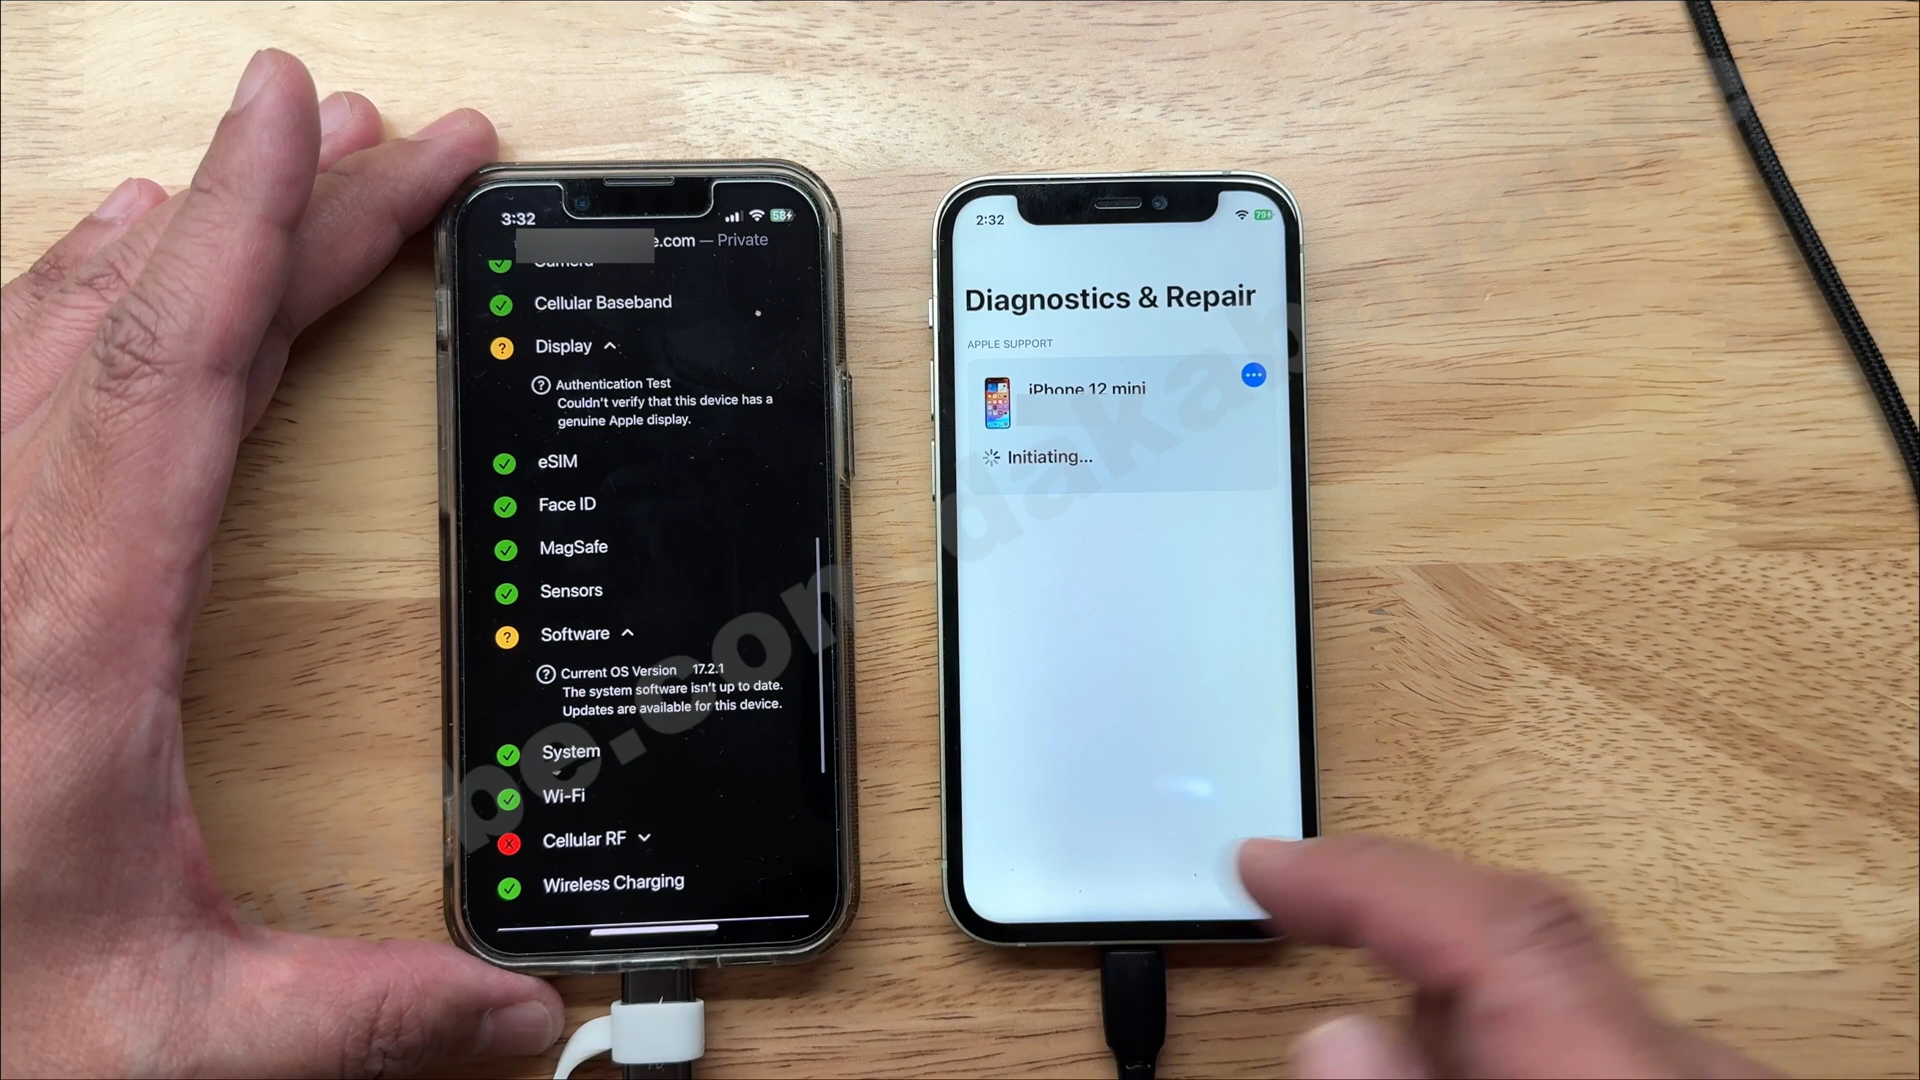 3:32
58
e.com — Private
Camera
Cellular Baseband
Display
Authentication Test
Couldn't verify that this device has a
genuine Apple display.
eSIM
Face ID
MagSafe
Sensors
Software
Current OS Version 17.2.1
The system software isn't up to date.
Updates are available for this device.
System
Wi-Fi
Cellular RF
Wireless Charging
2:32
79
Diagnostics & Repair
APPLE SUPPORT
iPhone 12 mini
Initiating...